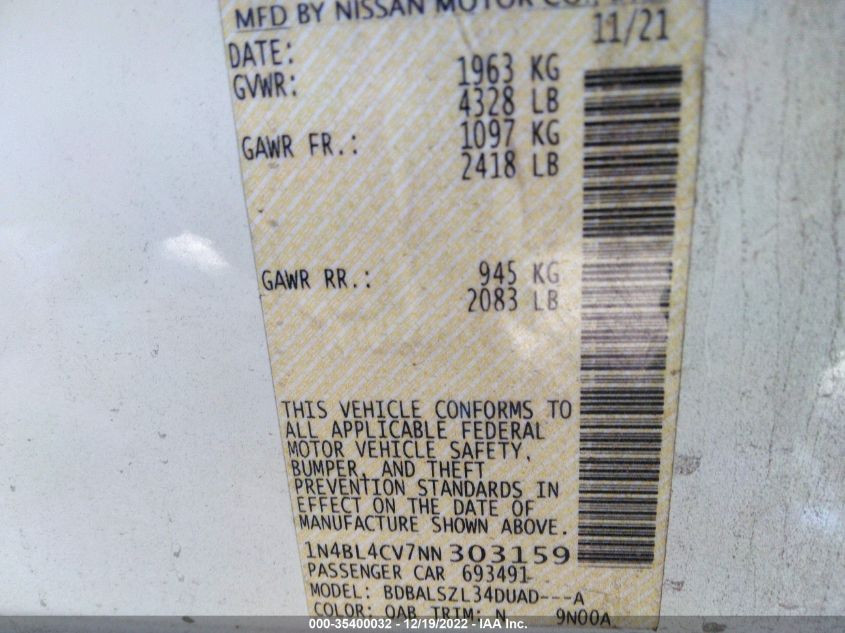 MFD BY NISSAN MOTOR CO.,
DATE: 11/21
GVWR: 1963 KG
4328 LB
GAWR FR.: 1097 KG
2418 LB
GAWR RR.: 945 KG
2083 LB
THIS VEHICLE CONFORMS TO
ALL APPLICABLE FEDERAL
MOTOR VEHICLE SAFETY,
BUMPER, AND THEFT
PREVENTION STANDARDS IN
EFFECT ON THE DATE OF
MANUFACTURE SHOWN ABOVE.
1N4BL4CV7NN303159
PASSENGER CAR 693491
MODEL: BDBALSZL34DUAD---A
COLOR: QAB TRIM: N 9N00A
000-35400032 - 12/19/2022 - IAA Inc.